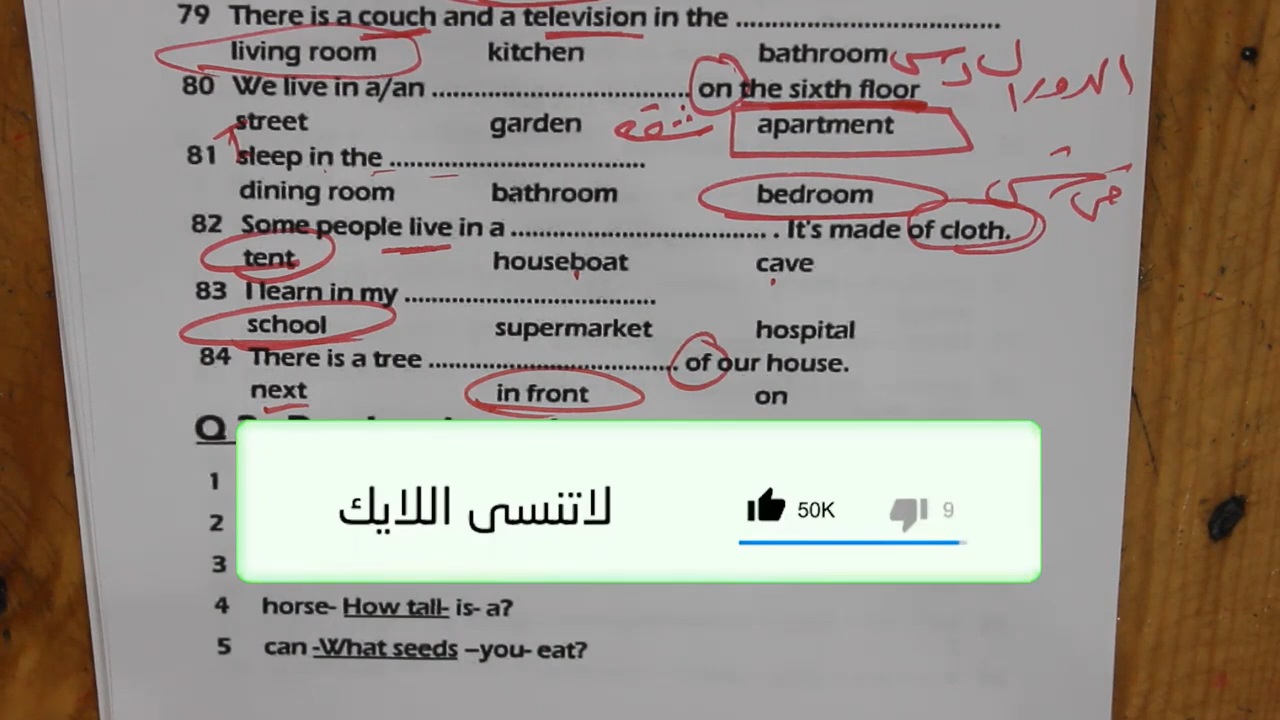 79 There is a couch and a television in the ....................................
living room kitchen bathroom
80 We live in a/an .................................... on the sixth floor
street garden شقة apartment
81 sleep in the ....................................
dining room bathroom bedroom
82 Some people live in a .................................... . It's made of cloth.
tent houseboat cave
83 I learn in my ....................................
school supermarket hospital
84 There is a tree .................................... of our house.
next in front on
Q
1
2
3
لاتنسى اللايك 50K 9
4 horse- How tall- is- a?
5 can -What seeds –you- eat?